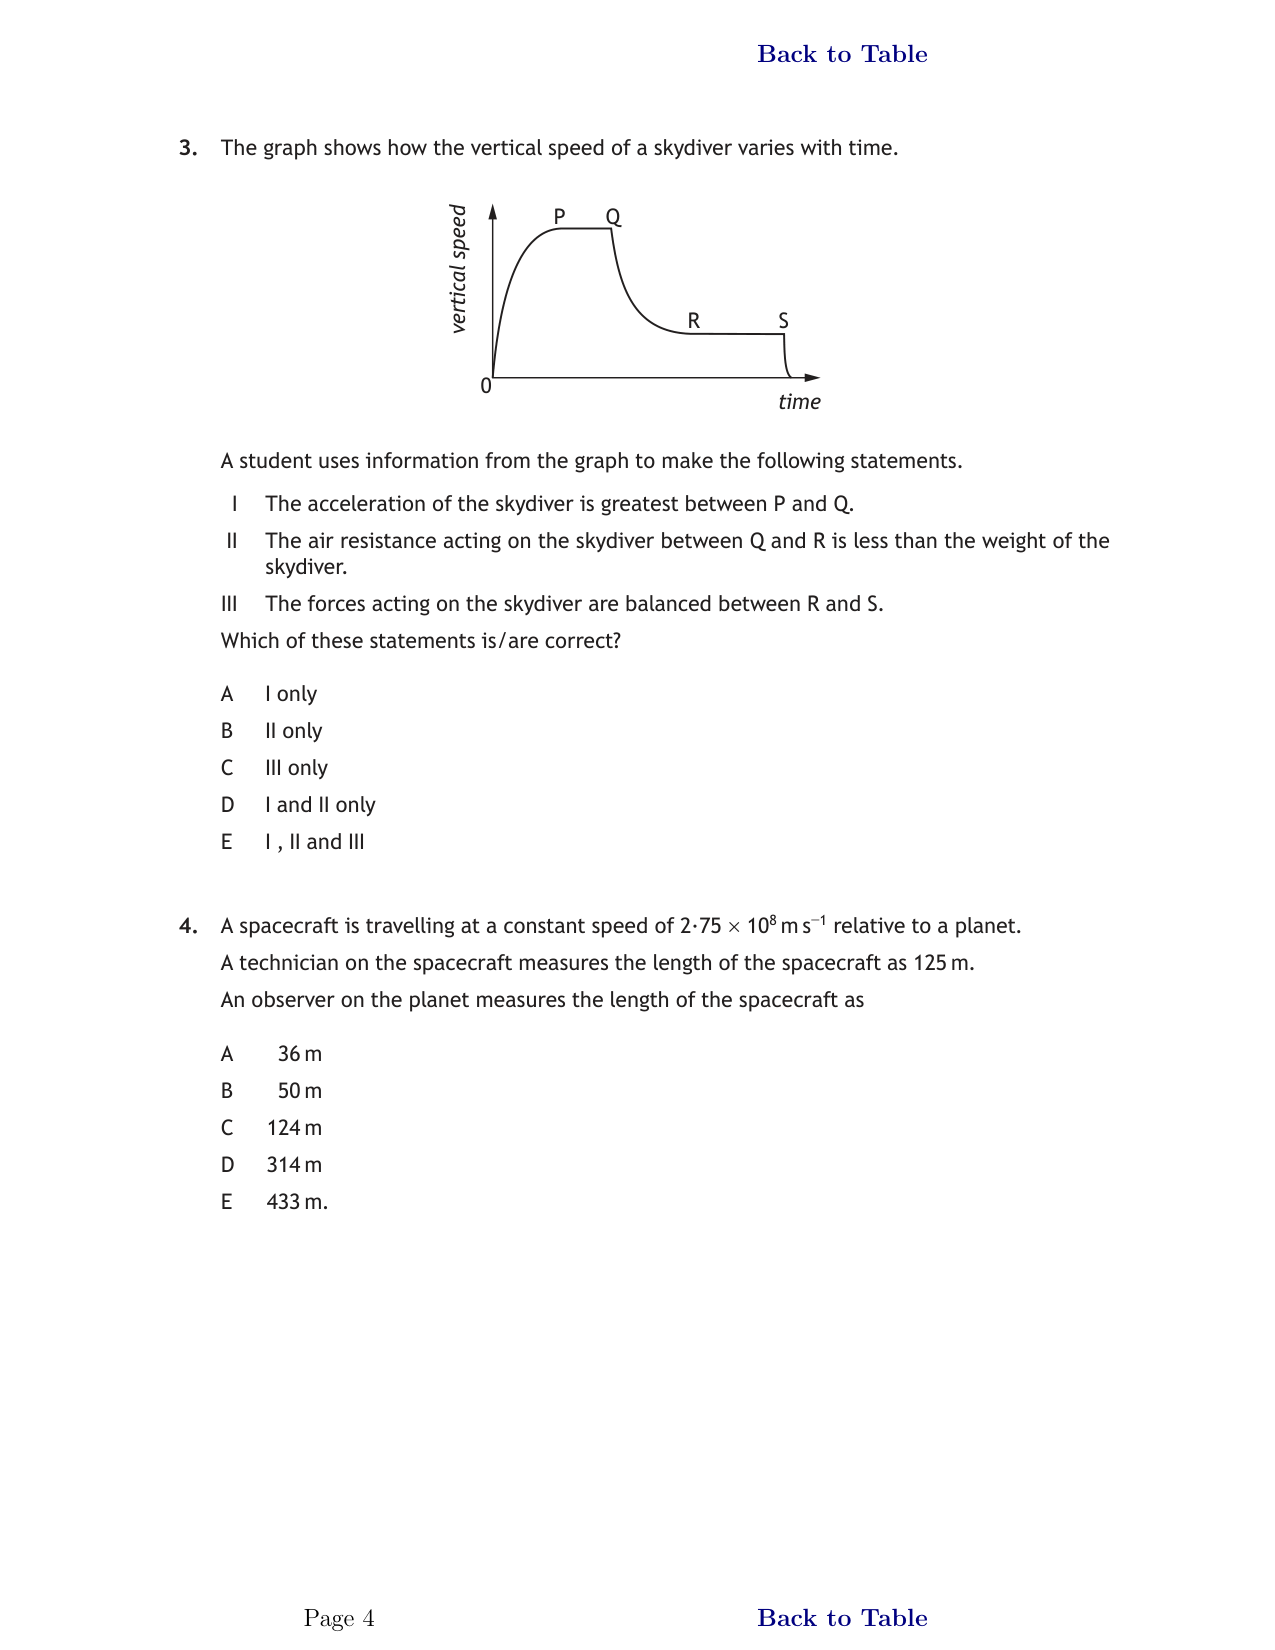 Back to Table
3. The graph shows how the vertical speed of a skydiver varies with time.
vertical speed
P Q
R S
0
time
A student uses information from the graph to make the following statements.
I The acceleration of the skydiver is greatest between P and Q.
II The air resistance acting on the skydiver between Q and R is less than the weight of the
skydiver.
III The forces acting on the skydiver are balanced between R and S.
Which of these statements is/are correct?
A I only
B II only
C III only
D I and II only
E I , II and III
4. A spacecraft is travelling at a constant speed of 2·75 × 10⁸ m s⁻¹ relative to a planet.
A technician on the spacecraft measures the length of the spacecraft as 125 m.
An observer on the planet measures the length of the spacecraft as
A 36 m
B 50 m
C 124 m
D 314 m
E 433 m.
Page 4 Back to Table